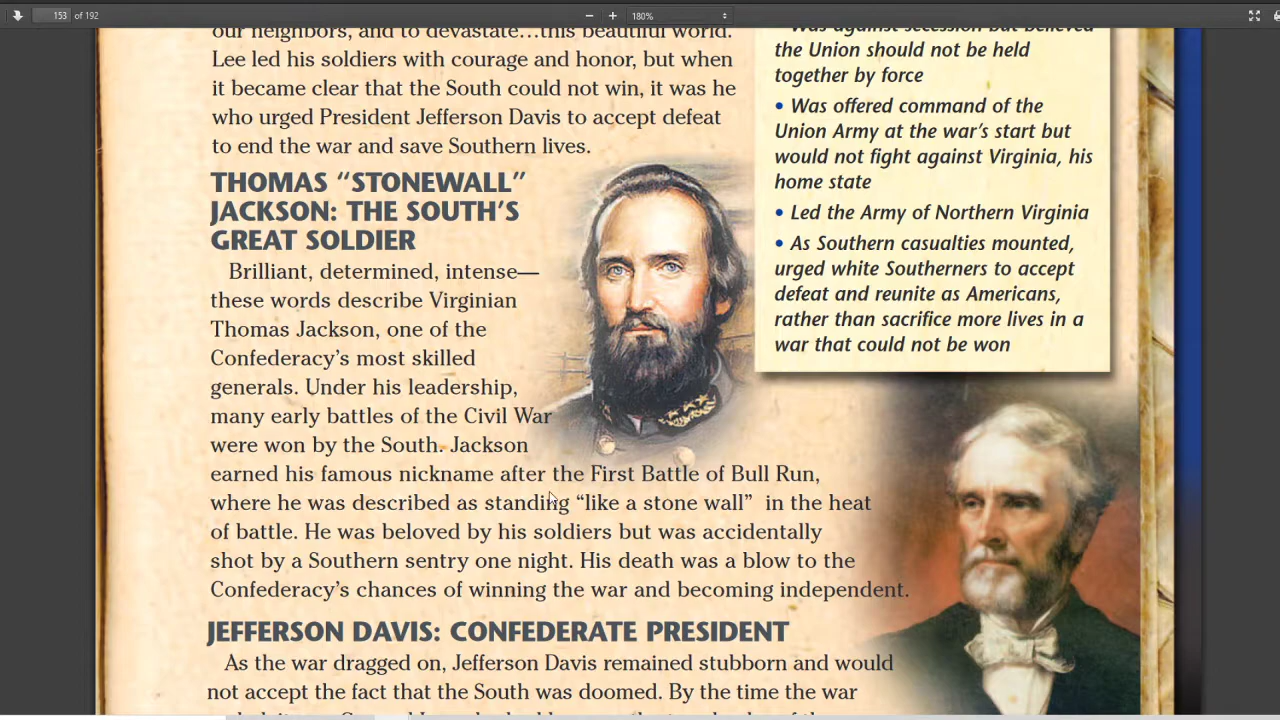 153 of 192
180%
our neighbors, and to devastate…this beautiful world.
Lee led his soldiers with courage and honor, but when
it became clear that the South could not win, it was he
who urged President Jefferson Davis to accept defeat
to end the war and save Southern lives.
THOMAS “STONEWALL”
JACKSON: THE SOUTH’S
GREAT SOLDIER
Brilliant, determined, intense—
these words describe Virginian
Thomas Jackson, one of the
Confederacy’s most skilled
generals. Under his leadership,
many early battles of the Civil War
were won by the South. Jackson
earned his famous nickname after the First Battle of Bull Run,
where he was described as standing “like a stone wall” in the heat
of battle. He was beloved by his soldiers but was accidentally
shot by a Southern sentry one night. His death was a blow to the
Confederacy’s chances of winning the war and becoming independent.
JEFFERSON DAVIS: CONFEDERATE PRESIDENT
As the war dragged on, Jefferson Davis remained stubborn and would
not accept the fact that the South was doomed. By the time the war
• Was against secession but believed
the Union should not be held
together by force
• Was offered command of the
Union Army at the war’s start but
would not fight against Virginia, his
home state
• Led the Army of Northern Virginia
• As Southern casualties mounted,
urged white Southerners to accept
defeat and reunite as Americans,
rather than sacrifice more lives in a
war that could not be won